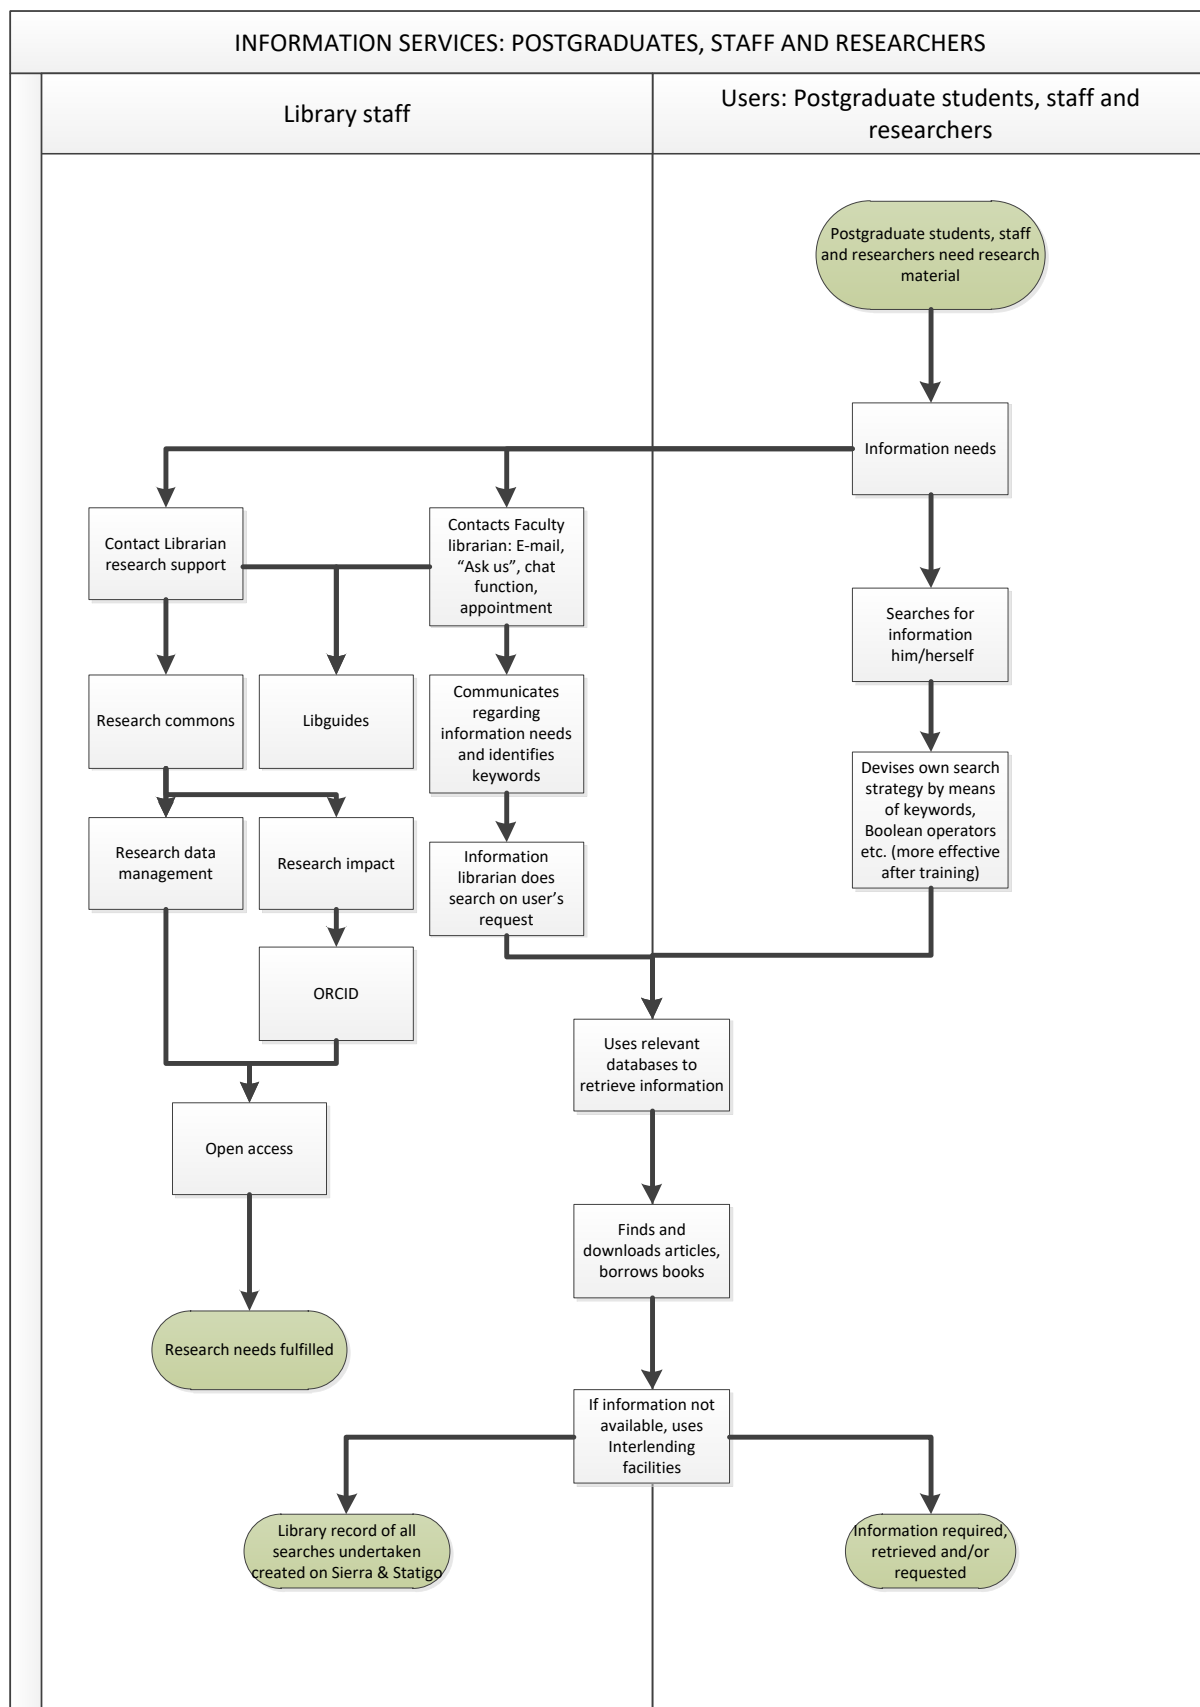 INFORMATION SERVICES: POSTGRADUATES, STAFF AND RESEARCHERS
Library staff
Users: Postgraduate students, staff and
researchers
Postgraduate students, staff
and researchers need research
material
Information needs
Contact Librarian
research support
Contacts Faculty
librarian: E-mail,
“Ask us”, chat
function,
appointment
Searches for
information
him/herself
Research commons
Libguides
Communicates
regarding
information needs
and identifies
keywords
Devises own search
strategy by means
of keywords,
Boolean operators
etc. (more effective
after training)
Research data
management
Research impact
Information
librarian does
search on user’s
request
ORCID
Uses relevant
databases to
retrieve information
Open access
Finds and
downloads articles,
borrows books
Research needs fulfilled
If information not
available, uses
Interlending
facilities
Library record of all
searches undertaken
created on Sierra & Statigo
Information required,
retrieved and/or
requested